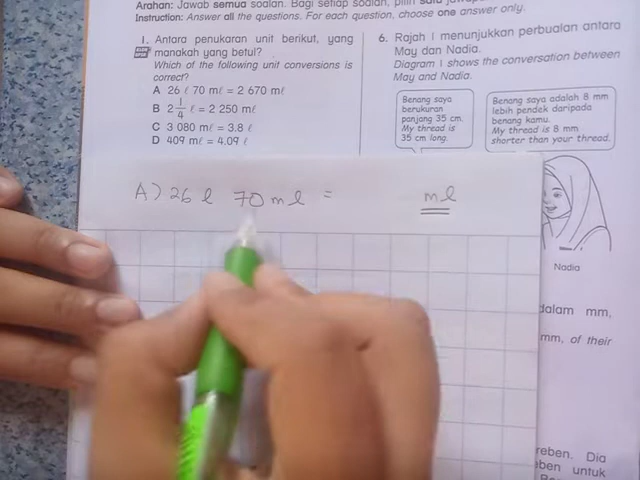 Arahan: Jawab semua soalan. Bagi setiap soalan, pilih satu
Instruction: Answer all the questions. For each question, choose one answer only.
1. Antara penukaran unit berikut, yang
manakah yang betul?
Which of the following unit conversions is
correct?
A 26 ℓ 70 mℓ = 2 670 mℓ
B 2 1/4 ℓ = 2 250 mℓ
C 3 080 mℓ = 3.8 ℓ
D 409 mℓ = 4.09 ℓ
6. Rajah 1 menunjukkan perbualan antara
May dan Nadia.
Diagram 1 shows the conversation between
May and Nadia.
Benang saya
berukuran
panjang 35 cm.
My thread is
35 cm long.
Benang saya adalah 8 mm
lebih pendek daripada
benang kamu.
My thread is 8 mm
shorter than your thread.
A) 26 ℓ 70 mℓ = mℓ
Nadia
dalam mm,
mm, of their
reben. Dia
eben untuk